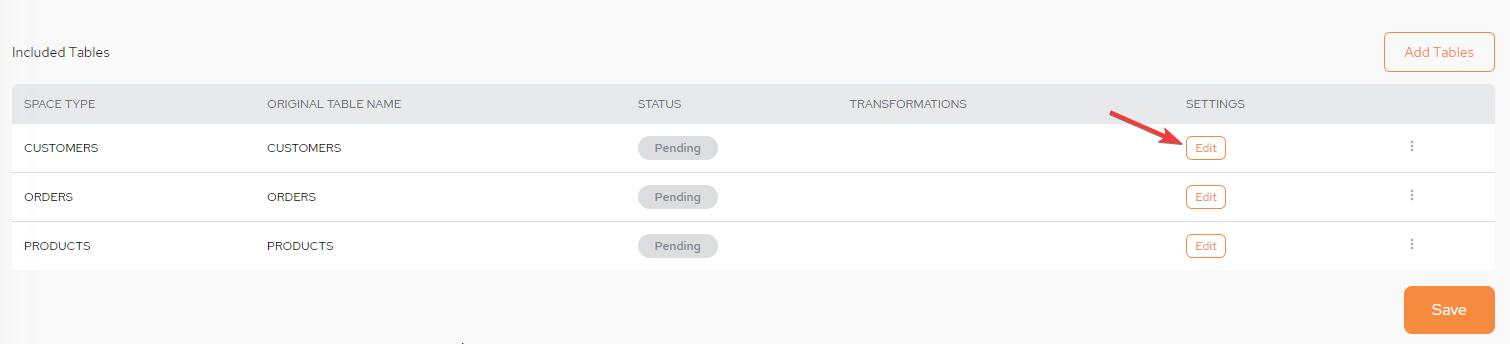 Included Tables
Add Tables
SPACE TYPE ORIGINAL TABLE NAME STATUS TRANSFORMATIONS SETTINGS
CUSTOMERS CUSTOMERS Pending Edit
ORDERS ORDERS Pending Edit
PRODUCTS PRODUCTS Pending Edit
Save